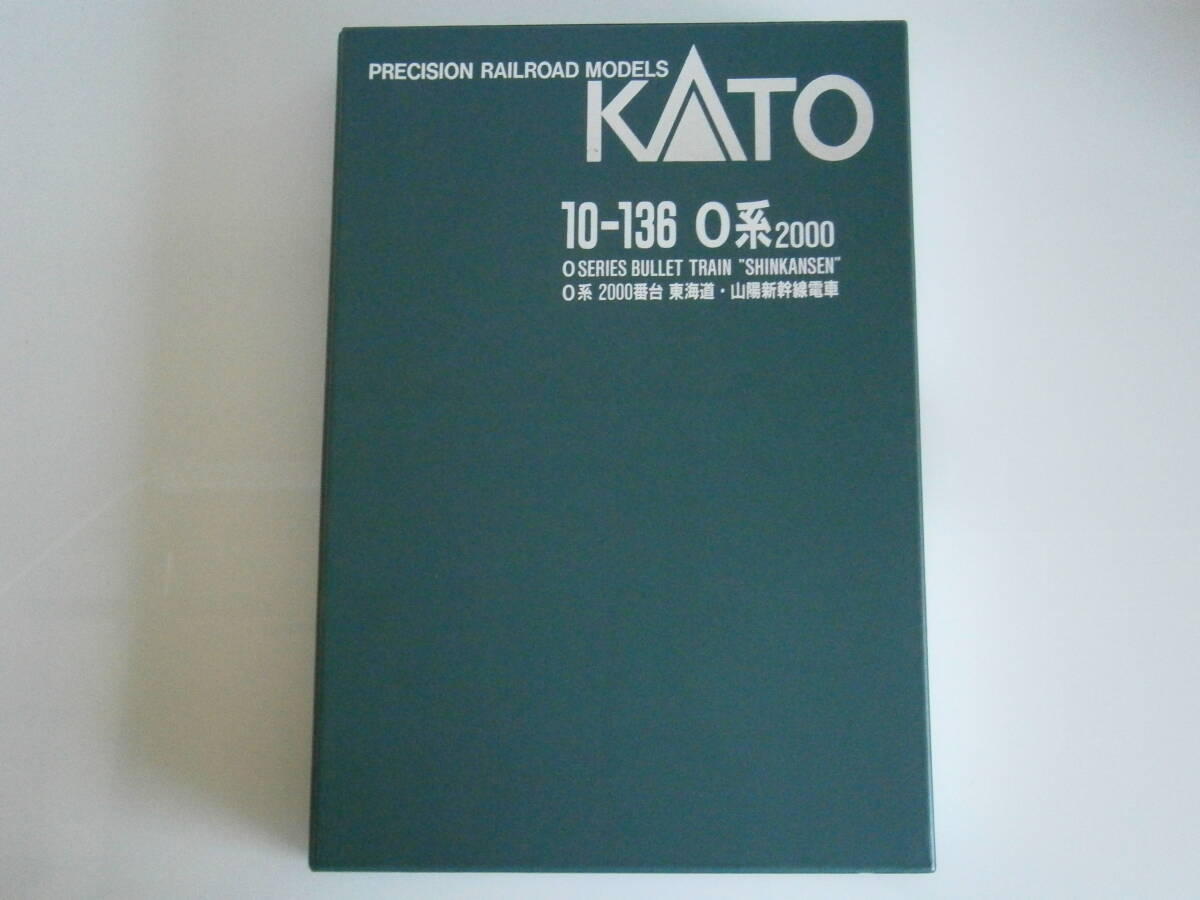 PRECISION RAILROAD MODELS
KATO
10-136 0系2000
0 SERIES BULLET TRAIN "SHINKANSEN"
0系 2000番台 東海道・山陽新幹線電車